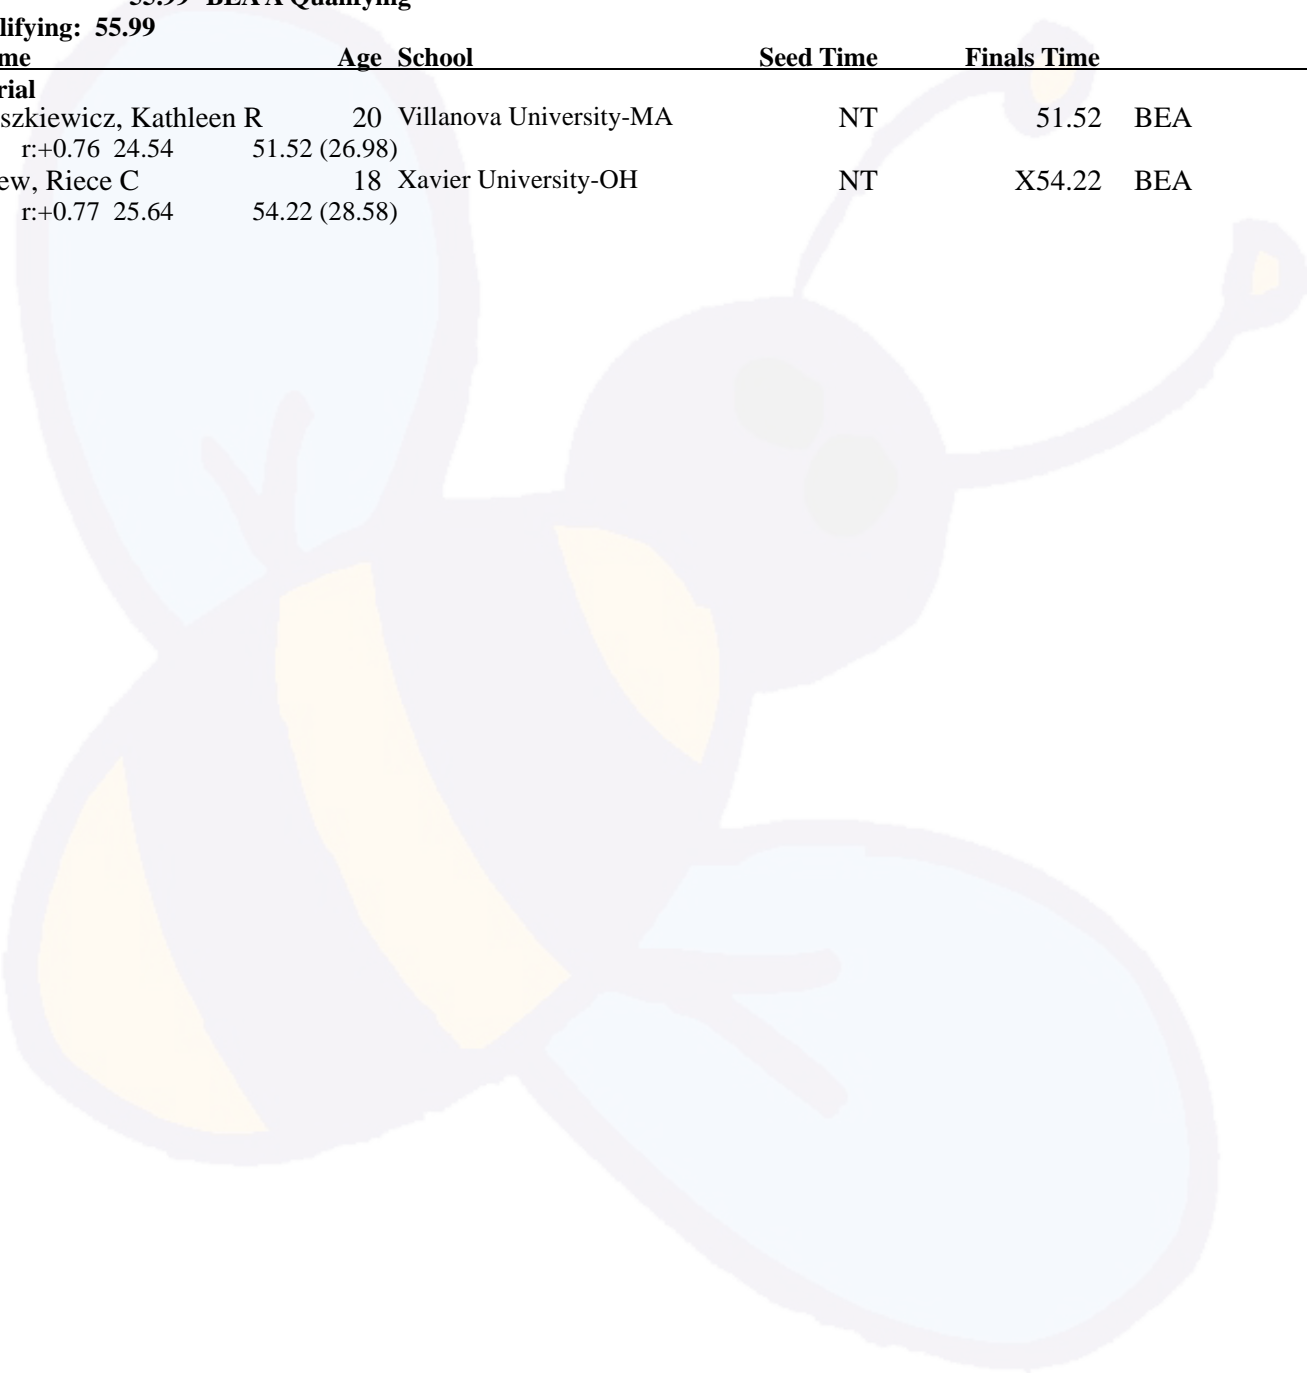 55.99 BEA A Qualifying
lifying: 55.99
me Age School Seed Time Finals Time
rial
szkiewicz, Kathleen R 20 Villanova University-MA NT 51.52 BEA
r:+0.76 24.54 51.52 (26.98)
ew, Riece C 18 Xavier University-OH NT X54.22 BEA
r:+0.77 25.64 54.22 (28.58)